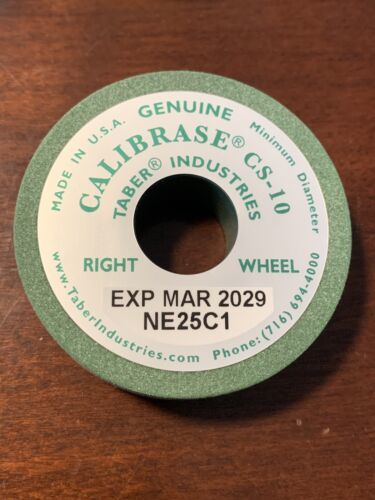 MADE IN U.S.A. GENUINE Minimum Diameter
CALIBRASE® CS-10
TABER® INDUSTRIES
RIGHT WHEEL
EXP MAR 2029
NE25C1
www.TaberIndustries.com Phone: (716) 694-4000